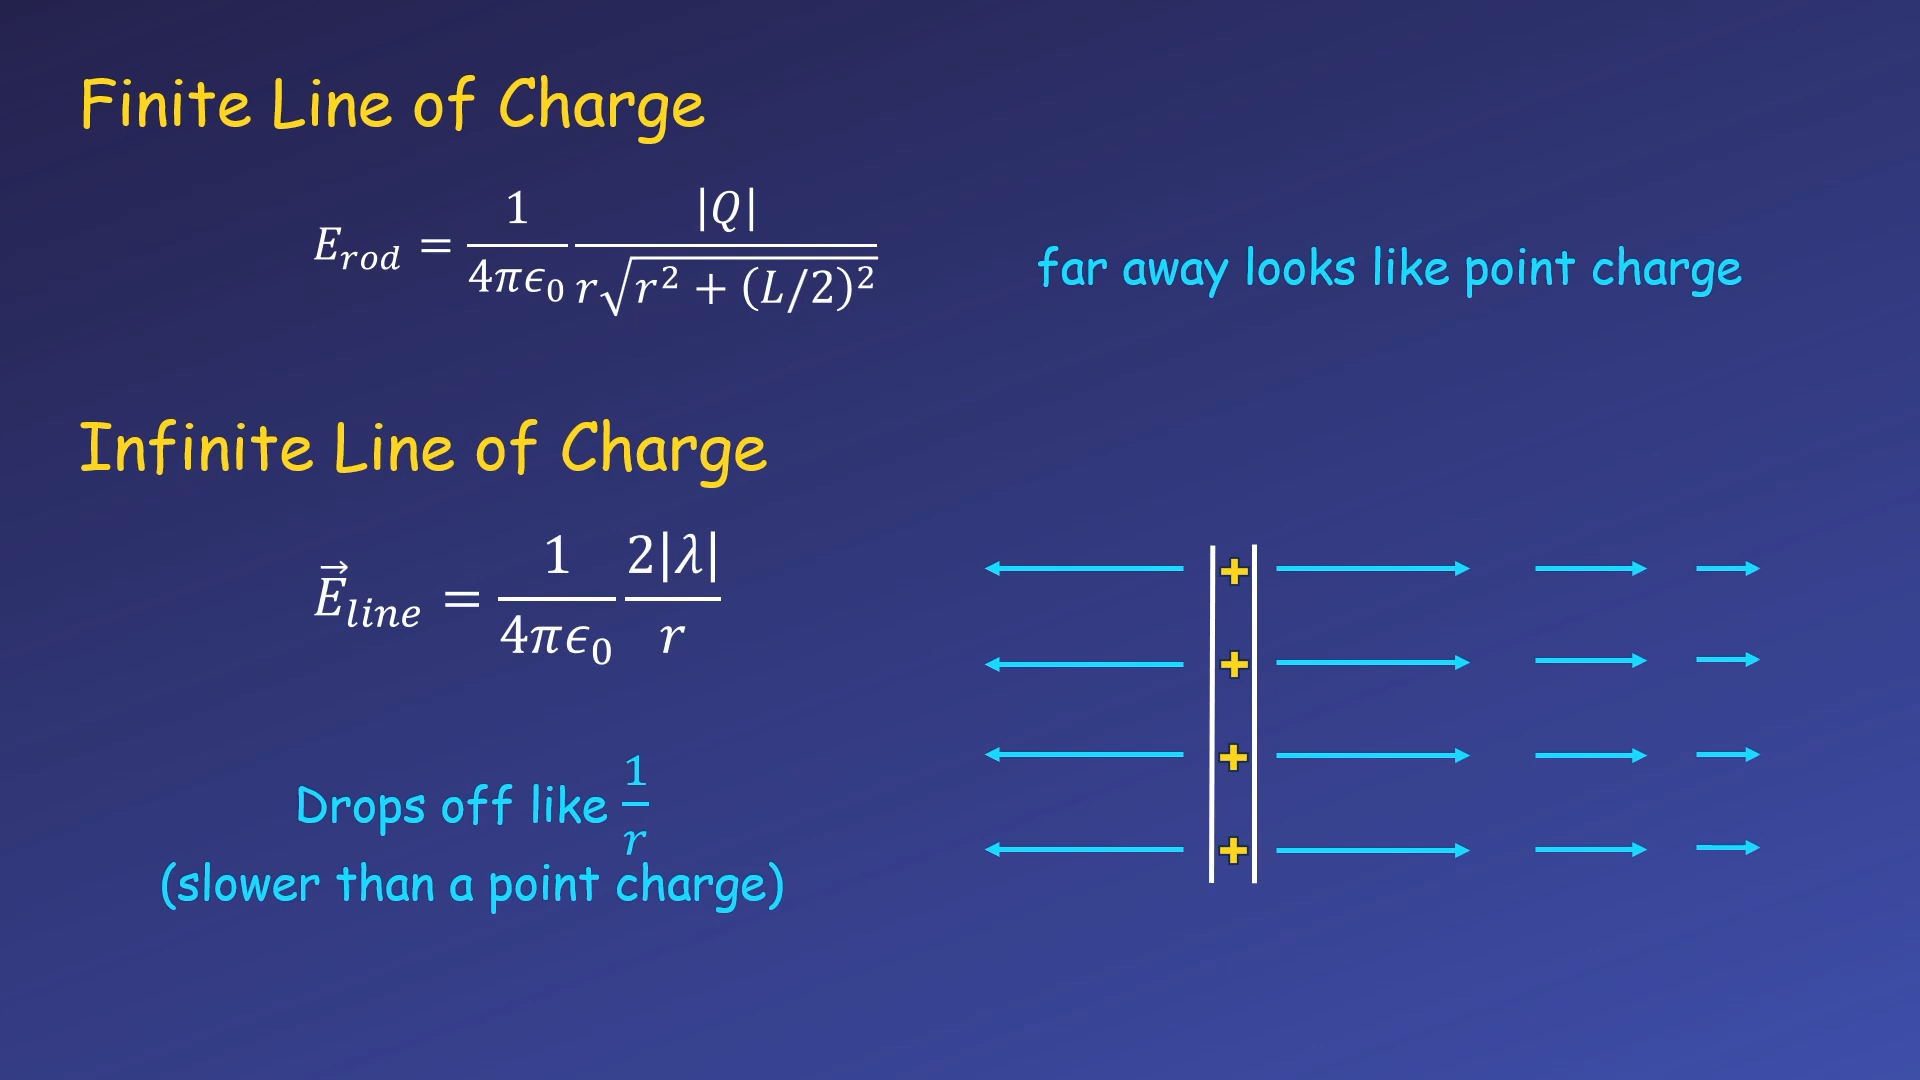 Finite Line of Charge
$E_{rod} = \frac{1}{4\pi\epsilon_0} \frac{|Q|}{r\sqrt{r^2 + (L/2)^2}}$
far away looks like point charge
Infinite Line of Charge
$\vec{E}_{line} = \frac{1}{4\pi\epsilon_0} \frac{2|\lambda|}{r}$
+
+
+
+
Drops off like $\frac{1}{r}$
(slower than a point charge)